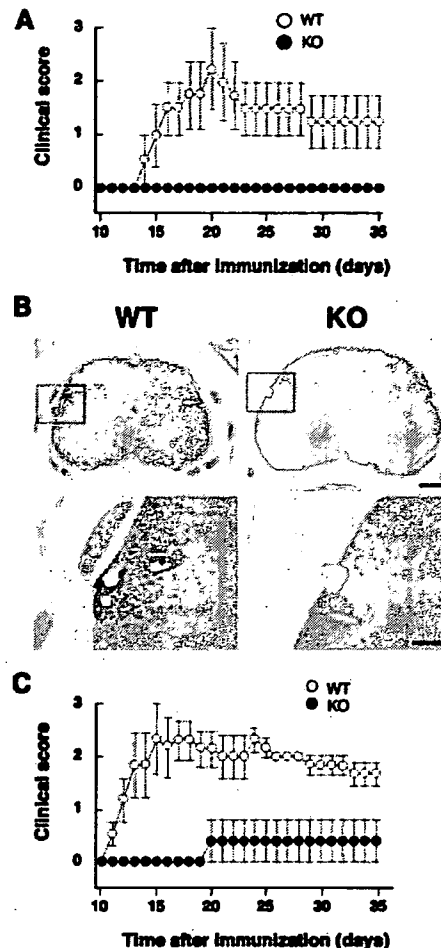 A
WT
KO
3
2
1
0
Clinical score
10 15 20 25 30 35
Time after immunization (days)
B
WT KO
C
WT
KO
3
2
1
0
Clinical score
10 15 20 25 30 35
Time after immunization (days)